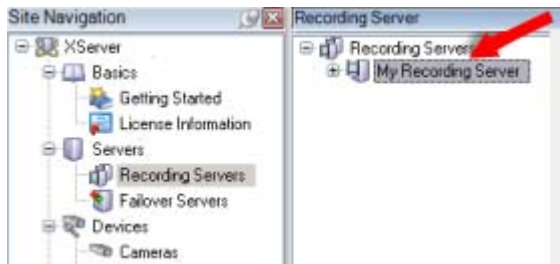 Site Navigation
XServer
Basics
Getting Started
License Information
Servers
Recording Servers
Failover Servers
Devices
Cameras
Recording Server
Recording Servers
My Recording Server